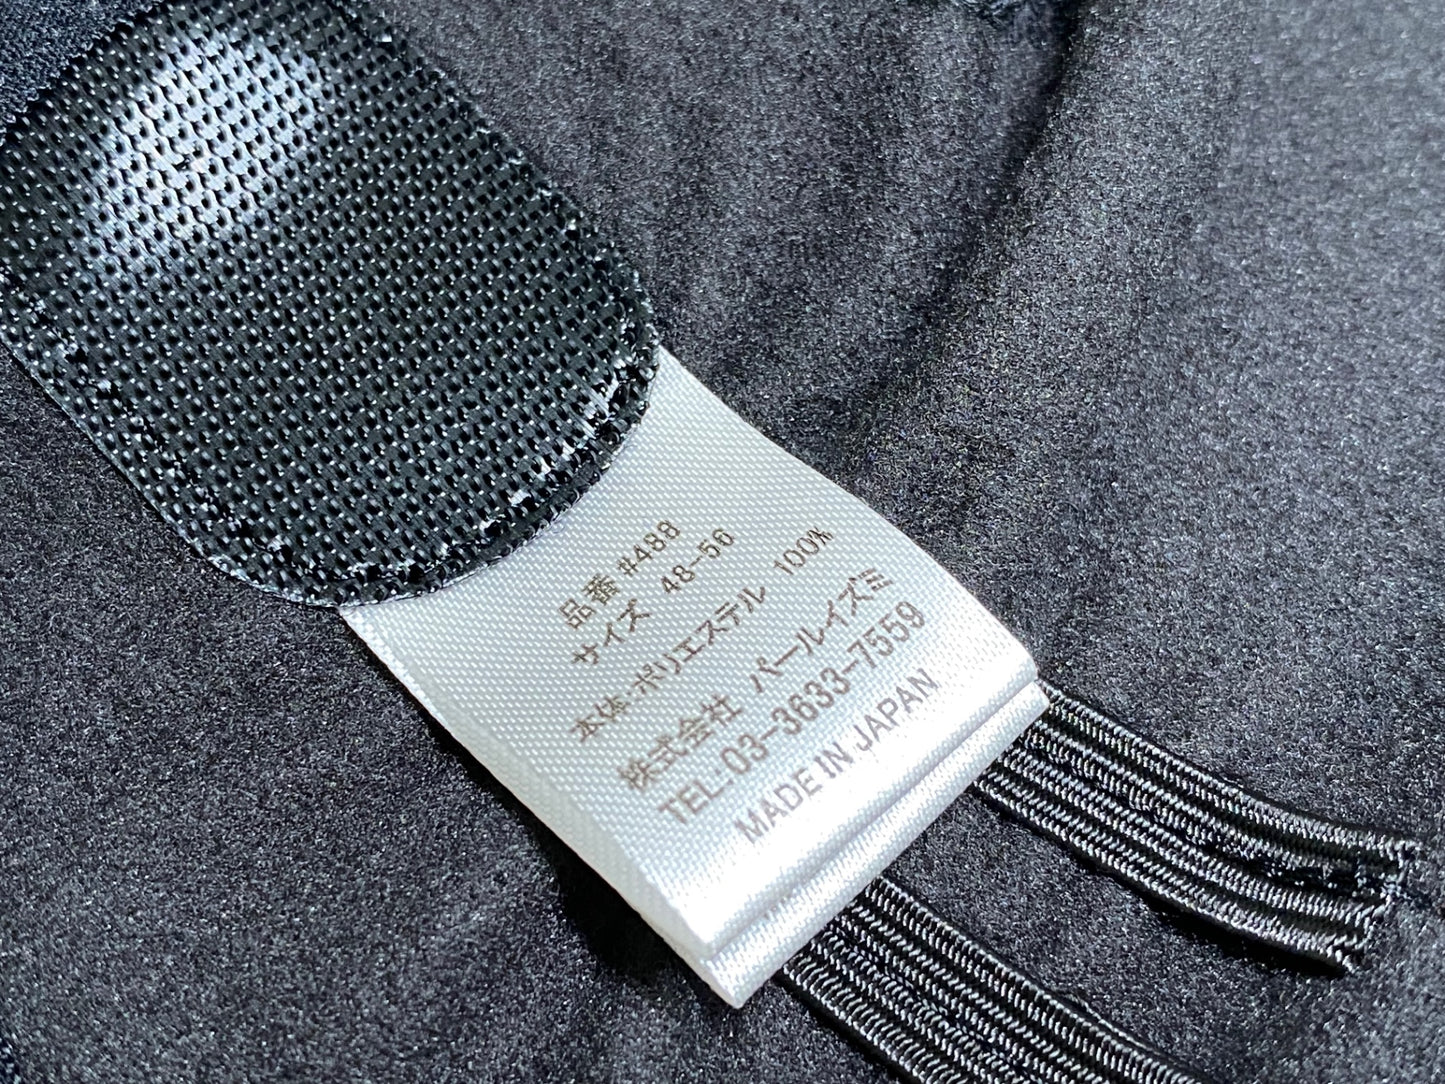 品番 #488
サイズ 48-56
本体・ポリエステル 100%
株式会社 パールイズミ
TEL:03-3633-7559
MADE IN JAPAN